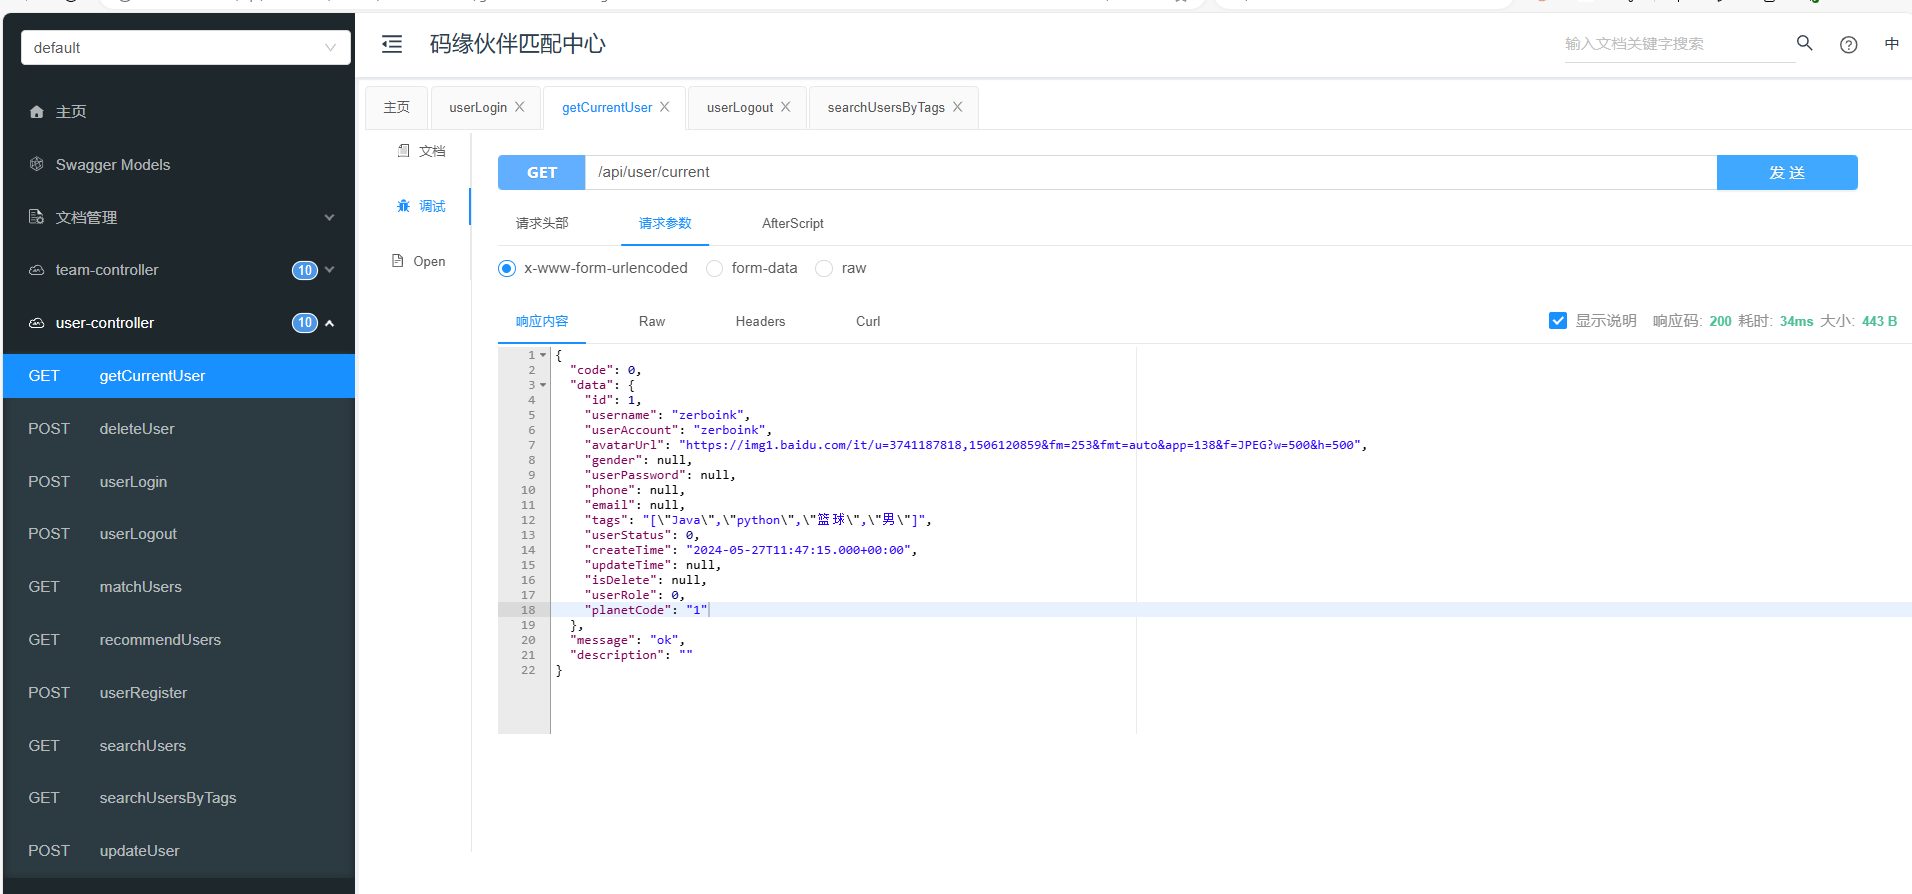 default
码缘伙伴匹配中心
输入文档关键字搜索
中
主页
Swagger Models
文档管理
team-controller 10
user-controller 10
GET getCurrentUser
POST deleteUser
POST userLogin
POST userLogout
GET matchUsers
GET recommendUsers
POST userRegister
GET searchUsers
GET searchUsersByTags
POST updateUser
主页 userLogin getCurrentUser userLogout searchUsersByTags
文档
调试
Open
GET /api/user/current 发 送
请求头部 请求参数 AfterScript
x-www-form-urlencoded form-data raw
响应内容 Raw Headers Curl
显示说明 响应码: 200 耗时: 34ms 大小: 443 B
1 {
2 "code": 0,
3 "data": {
4 "id": 1,
5 "username": "zerboink",
6 "userAccount": "zerboink",
7 "avatarUrl": "https://img1.baidu.com/it/u=3741187818,1506120859&fm=253&fmt=auto&app=138&f=JPEG?w=500&h=500",
8 "gender": null,
9 "userPassword": null,
10 "phone": null,
11 "email": null,
12 "tags": "[\"Java\",\"python\",\"篮球\",\"男\"]",
13 "userStatus": 0,
14 "createTime": "2024-05-27T11:47:15.000+00:00",
15 "updateTime": null,
16 "isDelete": null,
17 "userRole": 0,
18 "planetCode": "1"
19 },
20 "message": "ok",
21 "description": ""
22 }